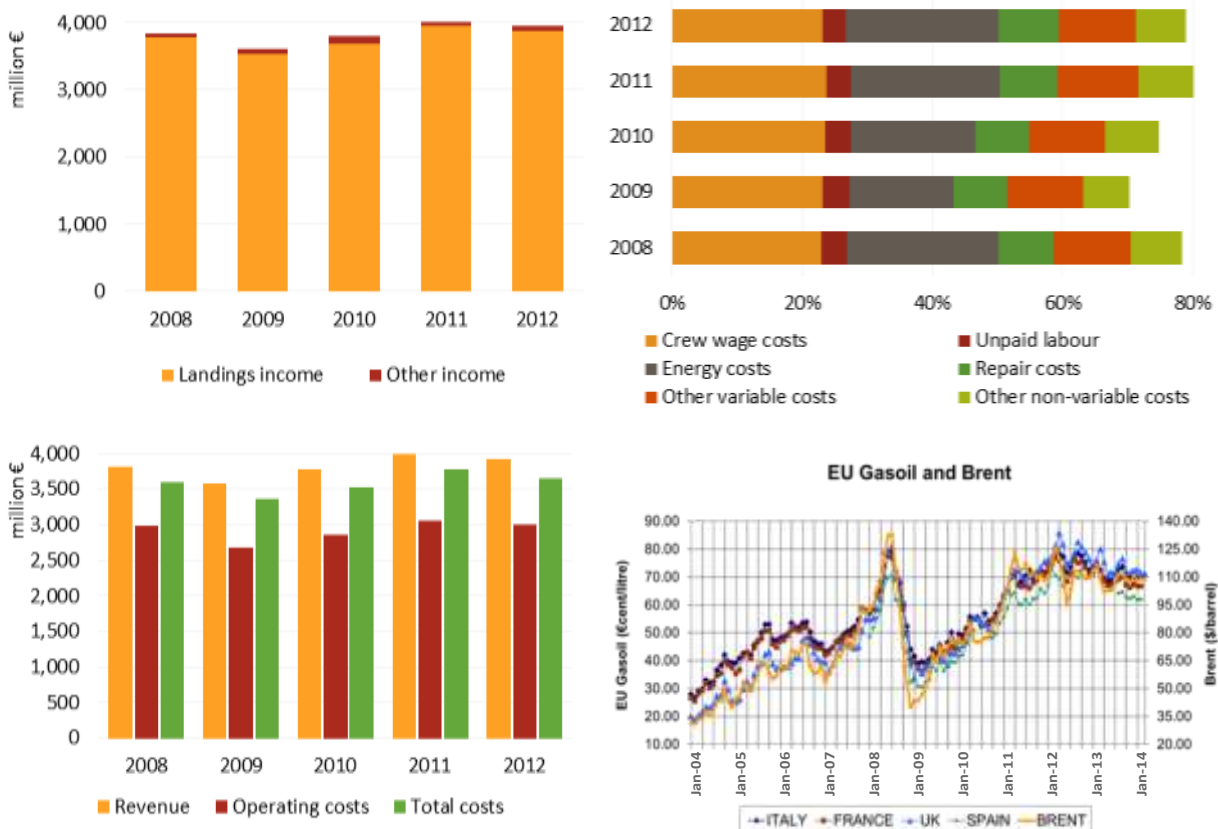 million €
4,000
3,000
2,000
1,000
0
2008 2009 2010 2011 2012
Landings income Other income
2012
2011
2010
2009
2008
0% 20% 40% 60% 80%
Crew wage costs Unpaid labour
Energy costs Repair costs
Other variable costs Other non-variable costs
million €
4,000
3,500
3,000
2,500
2,000
1,500
1,000
500
0
2008 2009 2010 2011 2012
Revenue Operating costs Total costs
EU Gasoil and Brent
EU Gasoil (€cent/litre)
90.00
80.00
70.00
60.00
50.00
40.00
30.00
20.00
10.00
140.00
125.00
110.00
95.00
80.00
65.00
50.00
35.00
20.00
Brent ($/barrel)
Jan-04 Jan-05 Jan-06 Jan-07 Jan-08 Jan-09 Jan-10 Jan-11 Jan-12 Jan-13 Jan-14
ITALY FRANCE UK SPAIN BRENT